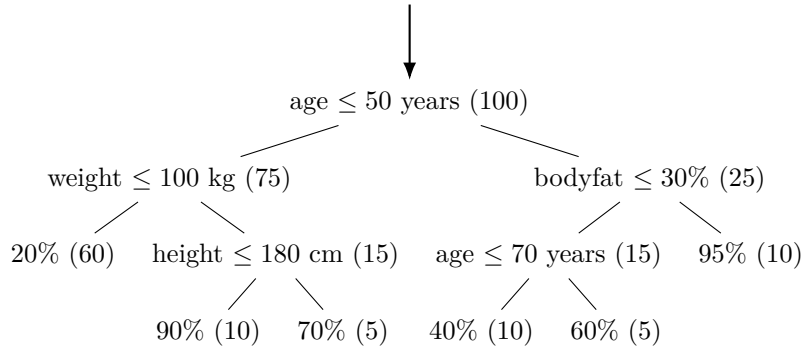 age ≤ 50 years (100)
weight ≤ 100 kg (75)
bodyfat ≤ 30% (25)
20% (60)
height ≤ 180 cm (15)
age ≤ 70 years (15)
95% (10)
90% (10)
70% (5)
40% (10)
60% (5)